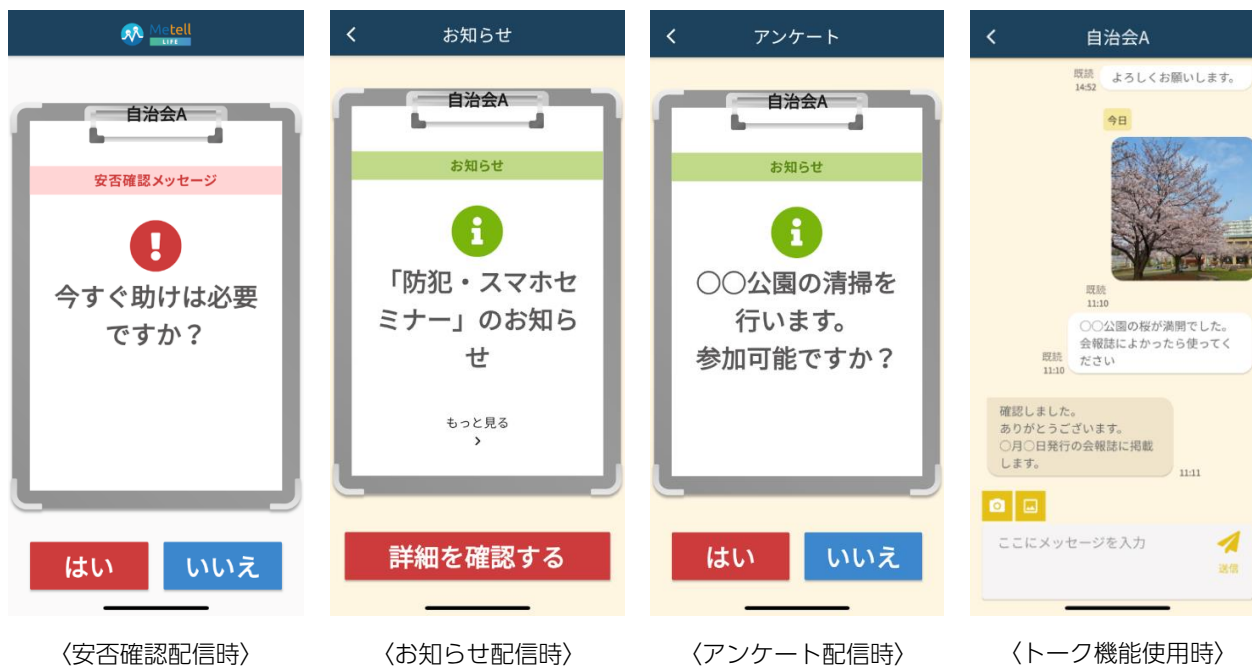 Metell
LIFE
自治会A
安否確認メッセージ
今すぐ助けは必要
ですか？
はい
いいえ
〈安否確認配信時〉
お知らせ
自治会A
お知らせ
「防犯・スマホセ
ミナー」のお知ら
せ
もっと見る
詳細を確認する
〈お知らせ配信時〉
アンケート
自治会A
お知らせ
○○公園の清掃を
行います。
参加可能ですか？
はい
いいえ
〈アンケート配信時〉
自治会A
既読
14:52
よろしくお願いします。
今日
既読
11:10
○○公園の桜が満開でした。
会報誌によかったら使ってく
ださい
既読
11:10
確認しました。
ありがとうございます。
○月○日発行の会報誌に掲載
します。
11:11
ここにメッセージを入力
送信
〈トーク機能使用時〉